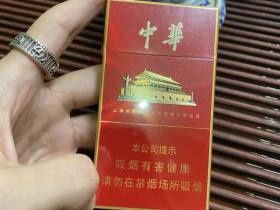 中華
本公司提示
吸烟有害健康
请勿在禁烟场所吸烟